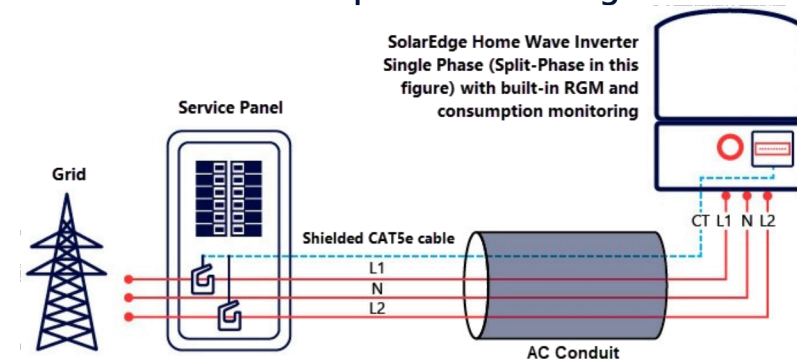 SolarEdge Home Wave Inverter
Single Phase (Split-Phase in this
figure) with built-in RGM and
consumption monitoring
Service Panel
Grid
CT L1 N L2
Shielded CAT5e cable
L1
N
L2
AC Conduit